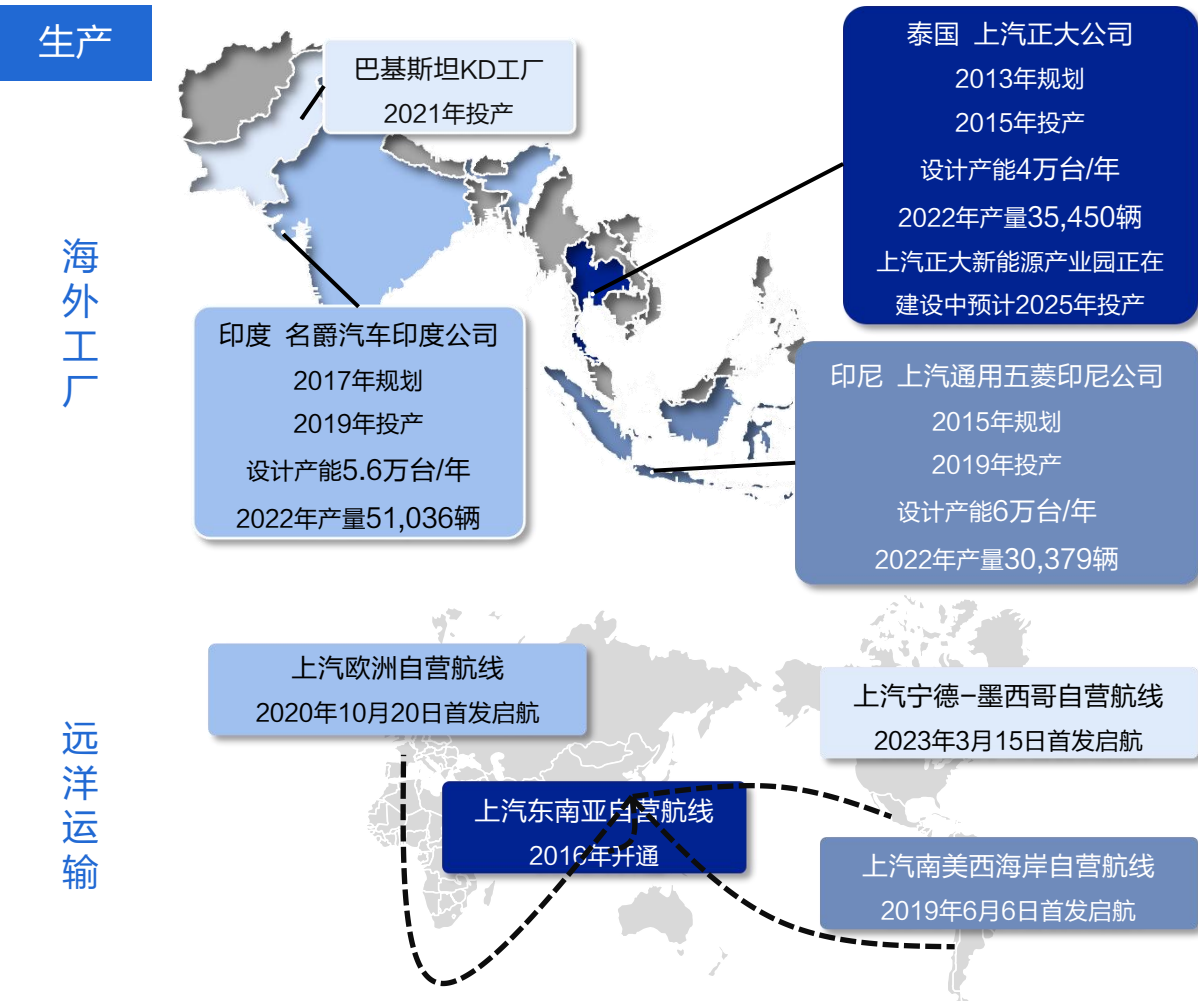 生产
海外工厂
巴基斯坦KD工厂
2021年投产
泰国 上汽正大公司
2013年规划
2015年投产
设计产能4万台/年
2022年产量35,450辆
上汽正大新能源产业园正在
建设中预计2025年投产
印度 名爵汽车印度公司
2017年规划
2019年投产
设计产能5.6万台/年
2022年产量51,036辆
印尼 上汽通用五菱印尼公司
2015年规划
2019年投产
设计产能6万台/年
2022年产量30,379辆
远洋运输
上汽欧洲自营航线
2020年10月20日首发启航
上汽宁德-墨西哥自营航线
2023年3月15日首发启航
上汽东南亚自营航线
2016年开通
上汽南美西海岸自营航线
2019年6月6日首发启航